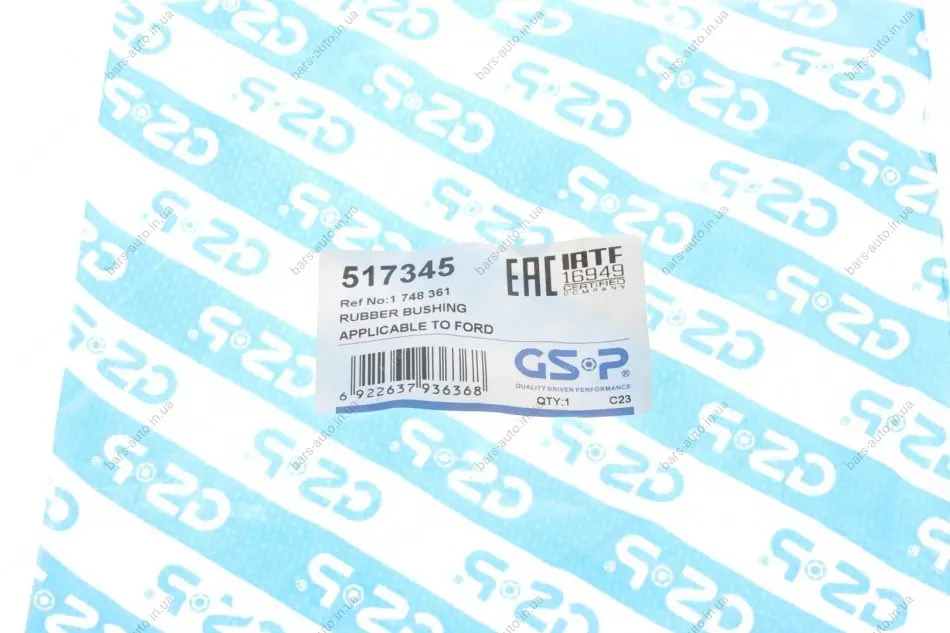 517345
Ref No:1 748 361
RUBBER BUSHING
APPLICABLE TO FORD
6 922637 936368
EAC
IATF
16949
CERTIFIED
COMPANY
GSP®
QUALITY DRIVEN PERFORMANCE
QTY:1
C23
bars-auto.in.ua